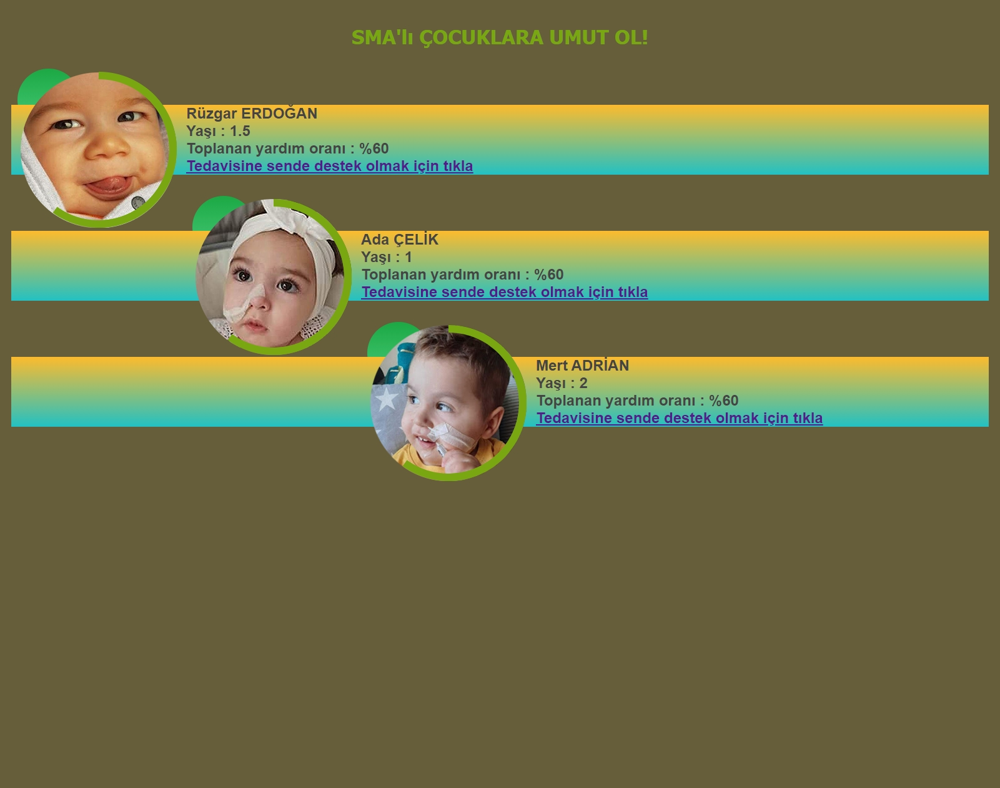 SMA'lı ÇOCUKLARA UMUT OL!
Rüzgar ERDOĞAN
Yaşı : 1.5
Toplanan yardım oranı : %60
Tedavisine sende destek olmak için tıkla
Ada ÇELİK
Yaşı : 1
Toplanan yardım oranı : %60
Tedavisine sende destek olmak için tıkla
Mert ADRİAN
Yaşı : 2
Toplanan yardım oranı : %60
Tedavisine sende destek olmak için tıkla